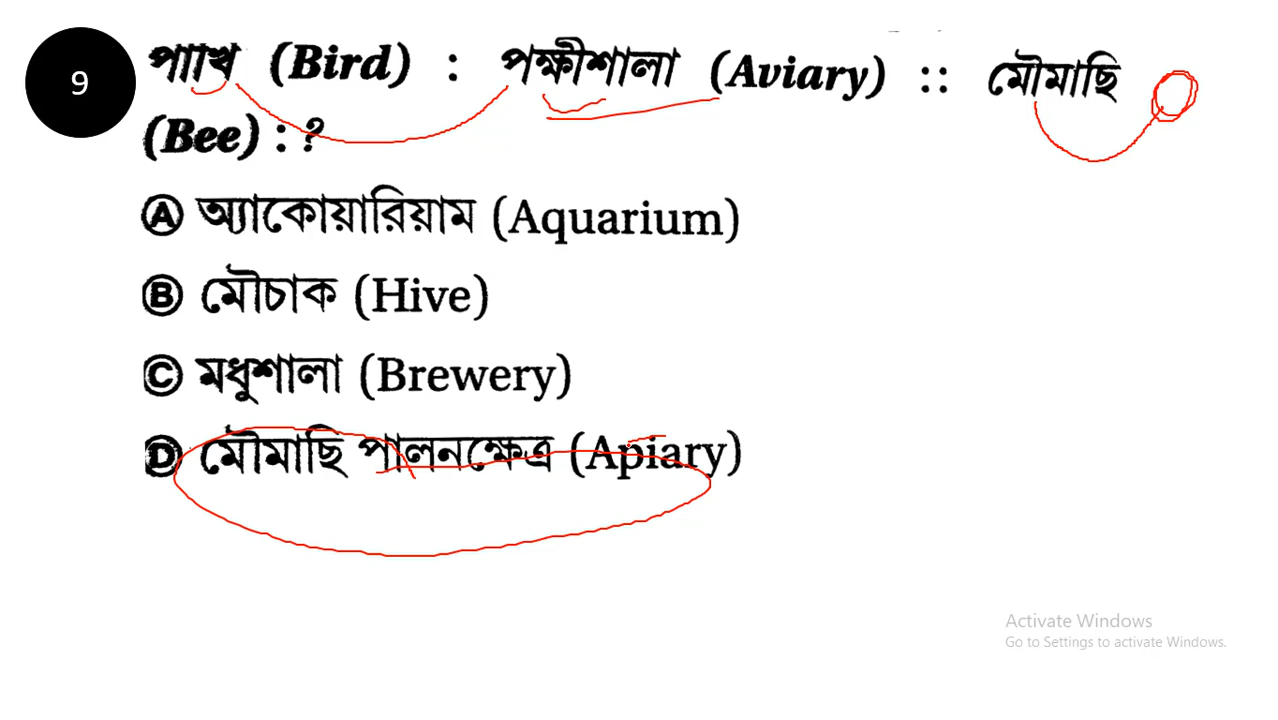 9
পাখি (Bird) : পক্ষীশালা (Aviary) :: মৌমাছি
(Bee) : ?
Ⓐ অ্যাকোয়ারিয়াম (Aquarium)
Ⓑ মৌচাক (Hive)
Ⓒ মধুশালা (Brewery)
Ⓓ মৌমাছি পালনক্ষেত্র (Apiary)
Activate Windows
Go to Settings to activate Windows.